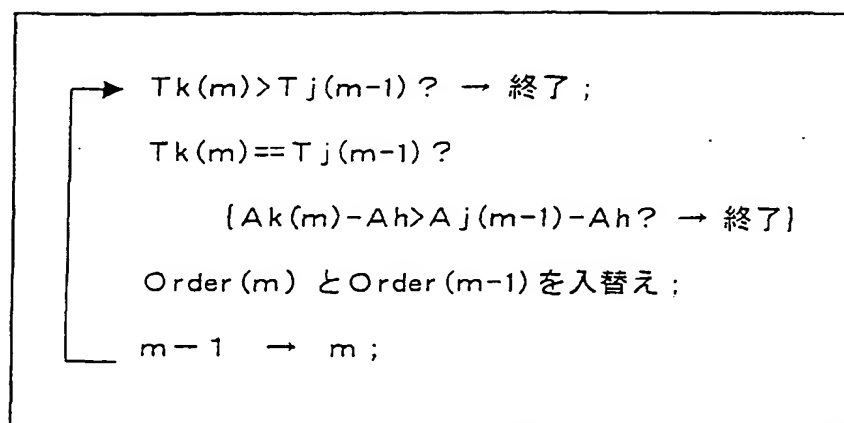 Tk(m)>Tj(m-1)? → 終了;
Tk(m)==Tj(m-1)?
{Ak(m)-Ah>Aj(m-1)-Ah? → 終了}
Order(m) とOrder(m-1)を入替え;
m-1 → m;